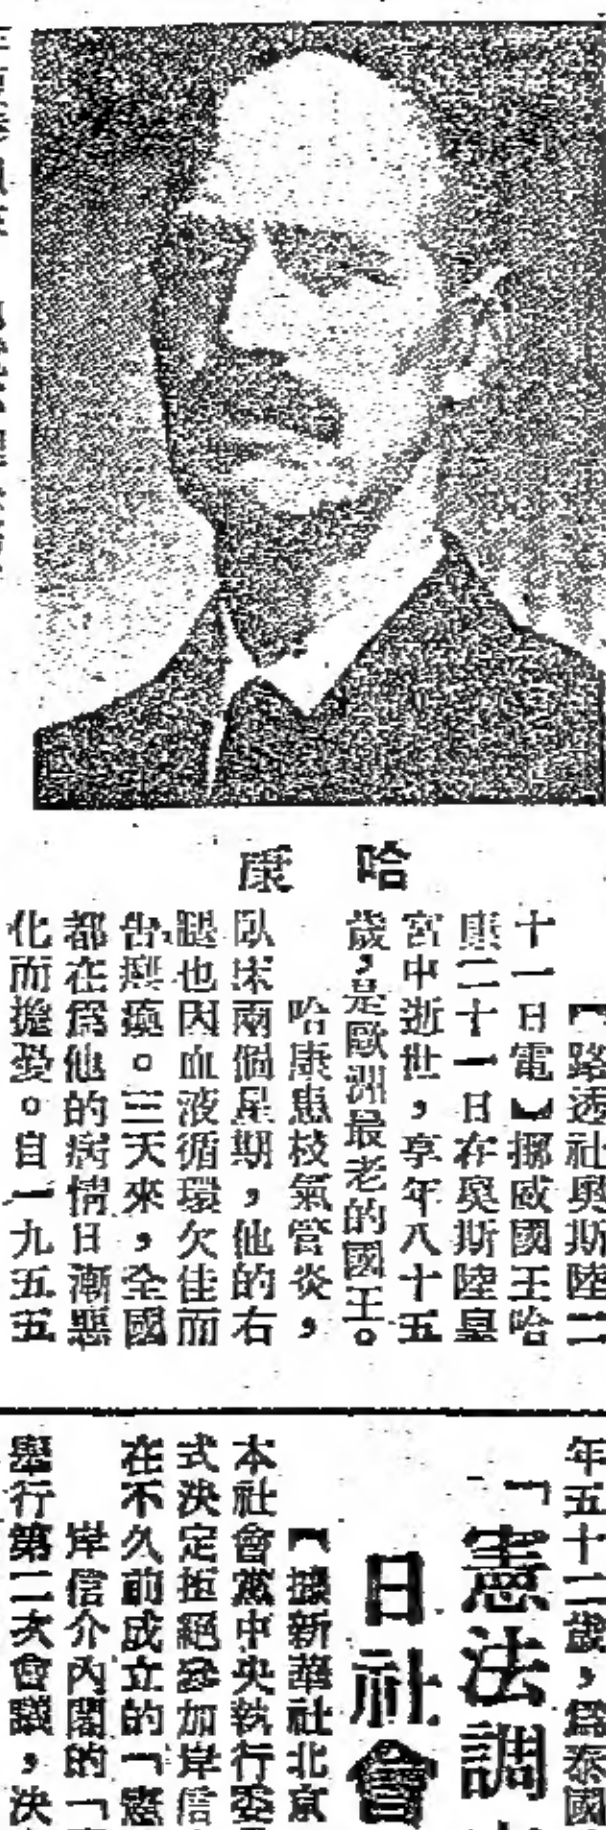 康哈
【路透社奧斯陸二
十一日電】挪威國王哈
康二十一日在奧斯陸皇
宮中逝世，享年八十五
歲，是歐洲最老的國王。
哈康患枝氣管炎，
臥床兩個星期，他的右
腿也因血液循環欠佳而
告癱瘓。三天來，全國
都在爲他的病情日漸惡
化而擔憂。自一九五五
年五十二歲，爲泰國
「憲法調
日社會
【據新華社北京
本社會黨中央執行委
式決定拒絕參加岸信
在不久前成立的「憲
岸信介內閣的「
舉行第二次會議，決